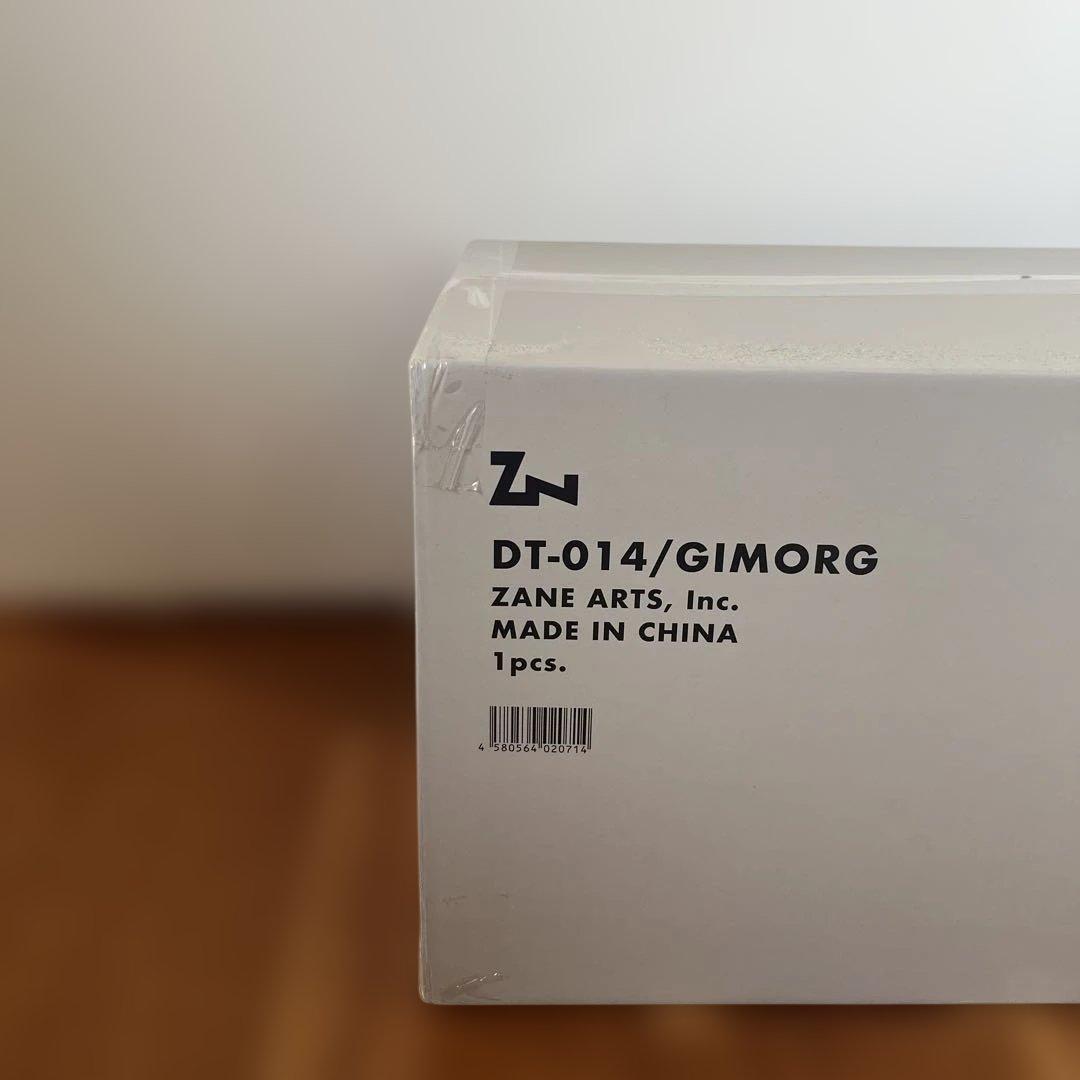 ZN
DT-014/GIMORG
ZANE ARTS, Inc.
MADE IN CHINA
1pcs.
4 580564 020714